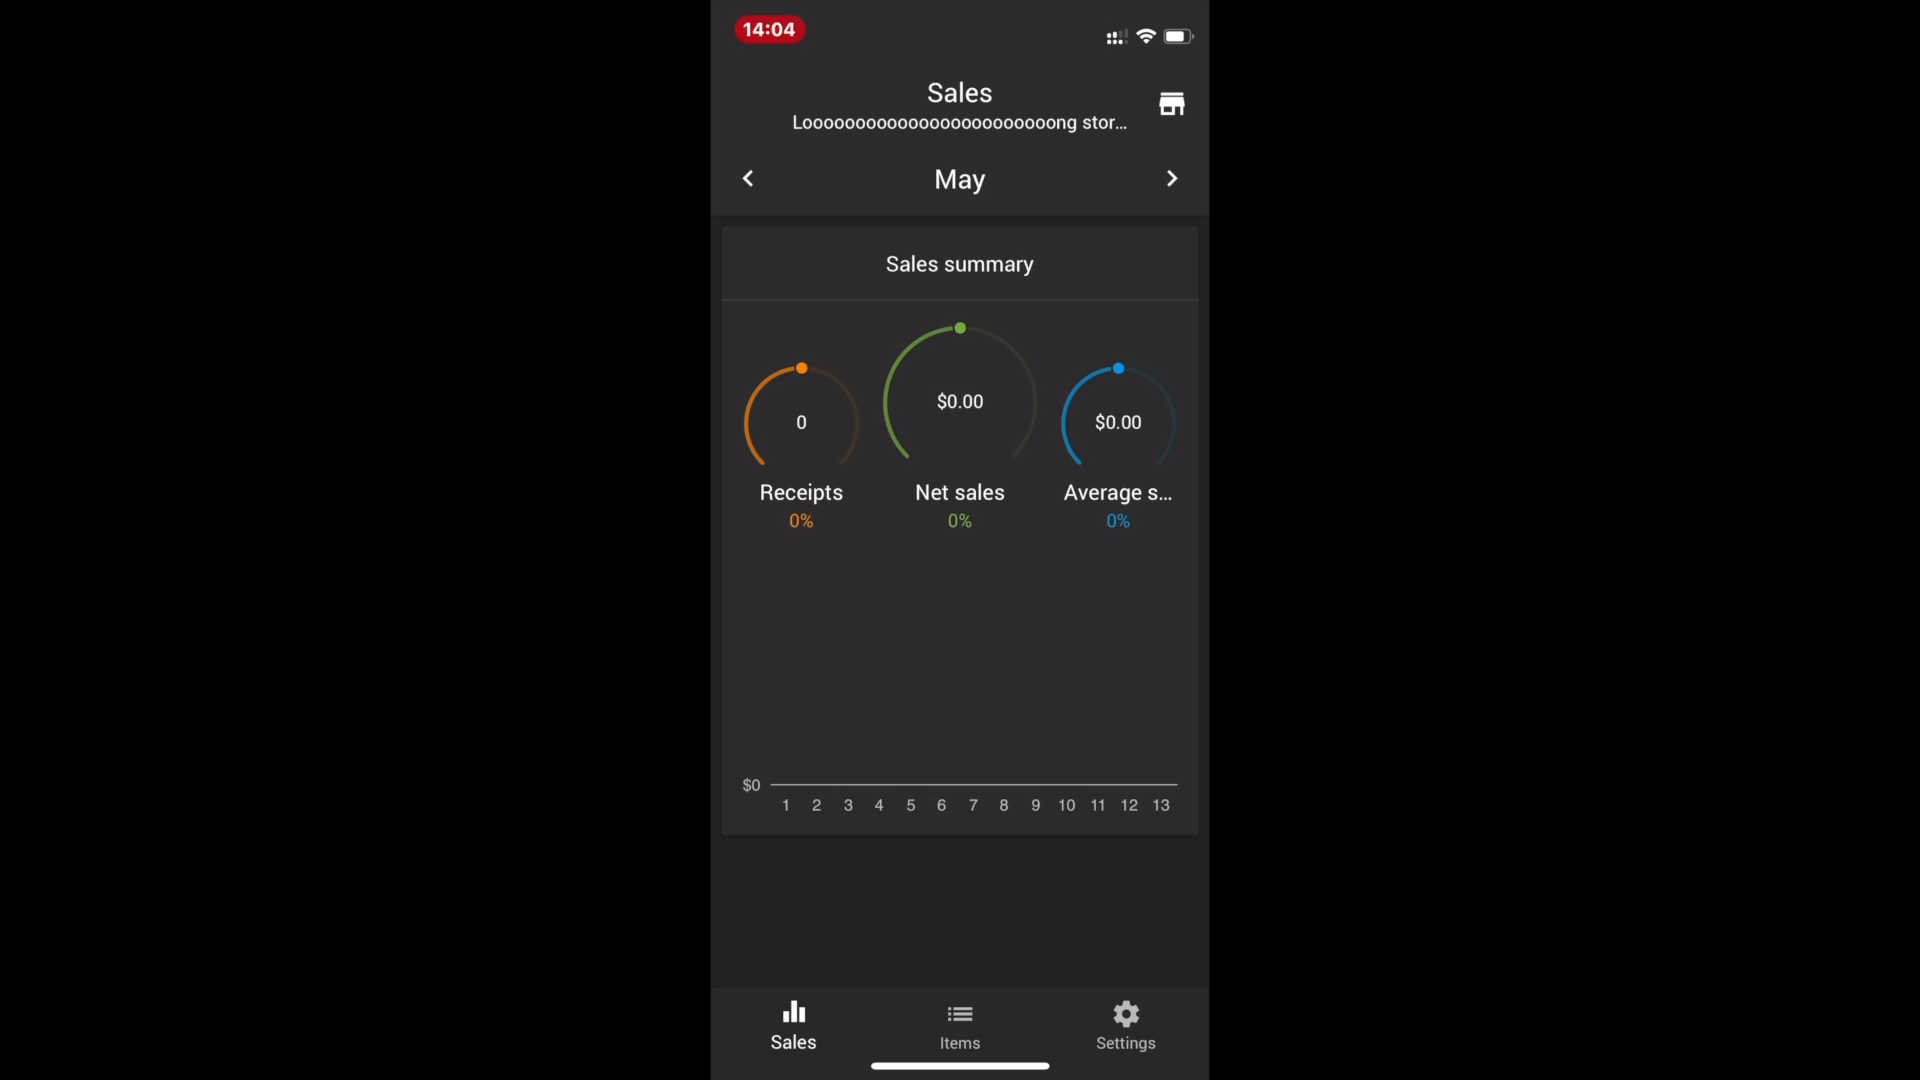 14:04
Sales
Looooooooooooooooooooooooong stor...
May
Sales summary
0
$0.00
$0.00
Receipts
Net sales
Average s...
0%
0%
0%
$0
1 2 3 4 5 6 7 8 9 10 11 12 13
Sales
Items
Settings